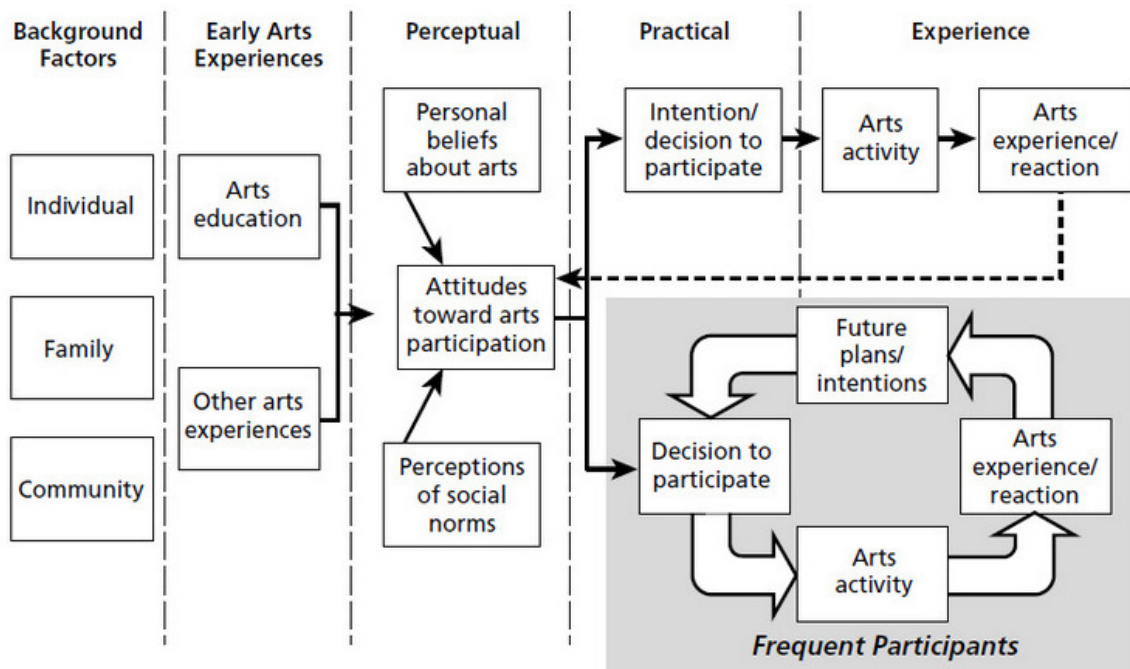 Background
Factors
Early Arts
Experiences
Perceptual
Practical
Experience
Individual
Family
Community
Arts
education
Other arts
experiences
Personal
beliefs
about arts
Attitudes
toward arts
participation
Perceptions
of social
norms
Intention/
decision to
participate
Arts
activity
Arts
experience/
reaction
Future
plans/
intentions
Decision to
participate
Arts
experience/
reaction
Arts
activity
Frequent Participants